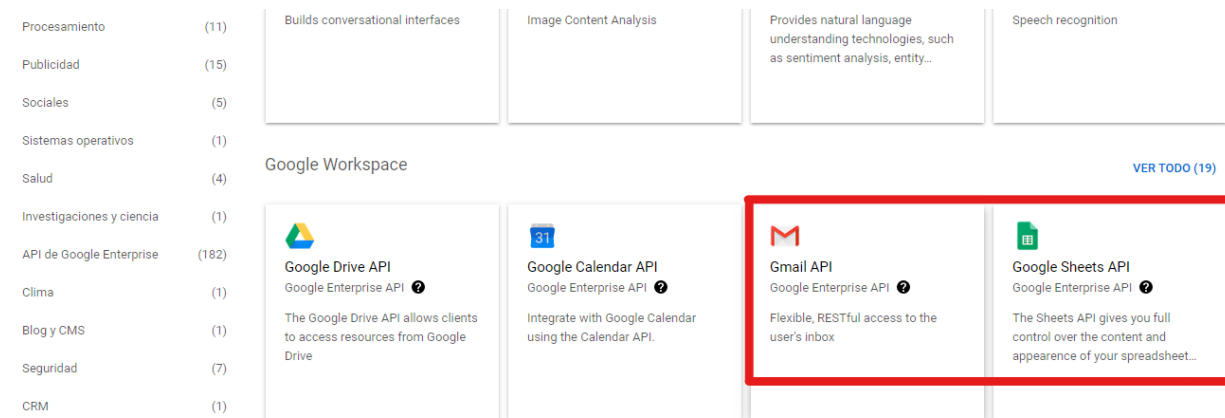 Procesamiento (11)
Publicidad (15)
Sociales (5)
Sistemas operativos (1)
Salud (4)
Investigaciones y ciencia (1)
API de Google Enterprise (182)
Clima (1)
Blog y CMS (1)
Seguridad (7)
CRM (1)
Builds conversational interfaces
Image Content Analysis
Provides natural language
understanding technologies, such
as sentiment analysis, entity...
Speech recognition
Google Workspace
VER TODO (19)
31
Google Drive API
Google Enterprise API ?
The Google Drive API allows clients
to access resources from Google
Drive
Google Calendar API
Google Enterprise API ?
Integrate with Google Calendar
using the Calendar API.
Gmail API
Google Enterprise API ?
Flexible, RESTful access to the
user's inbox
Google Sheets API
Google Enterprise API ?
The Sheets API gives you full
control over the content and
appearence of your spreadsheet...